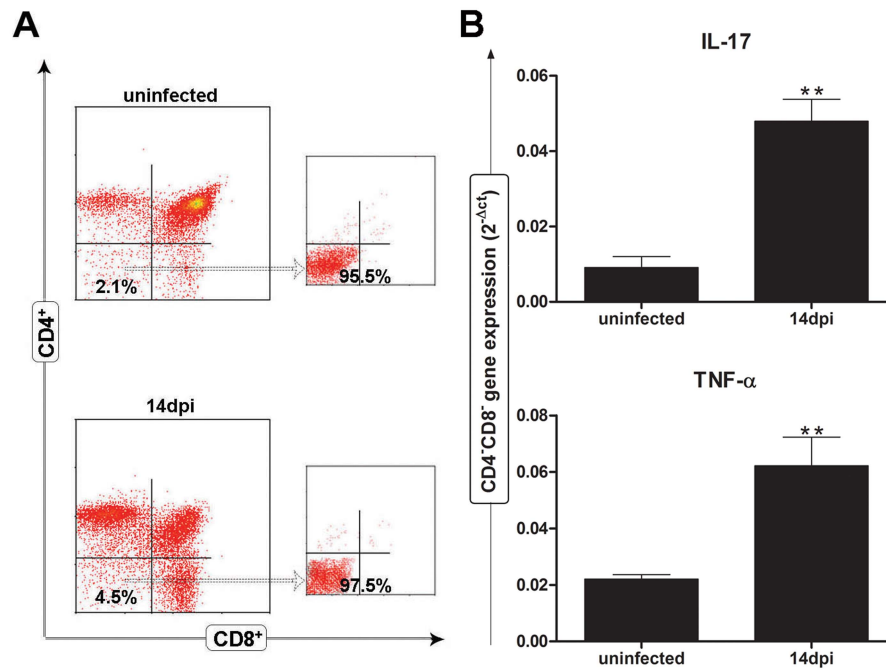 A
uninfected
2.1%
95.5%
CD4⁺
14dpi
4.5%
97.5%
CD8⁺
B
CD4⁻CD8⁻ gene expression (2⁻Δct)
IL-17
0.06
0.04
0.02
0.00
**
uninfected
14dpi
TNF-α
0.08
0.06
0.04
0.02
0.00
**
uninfected
14dpi